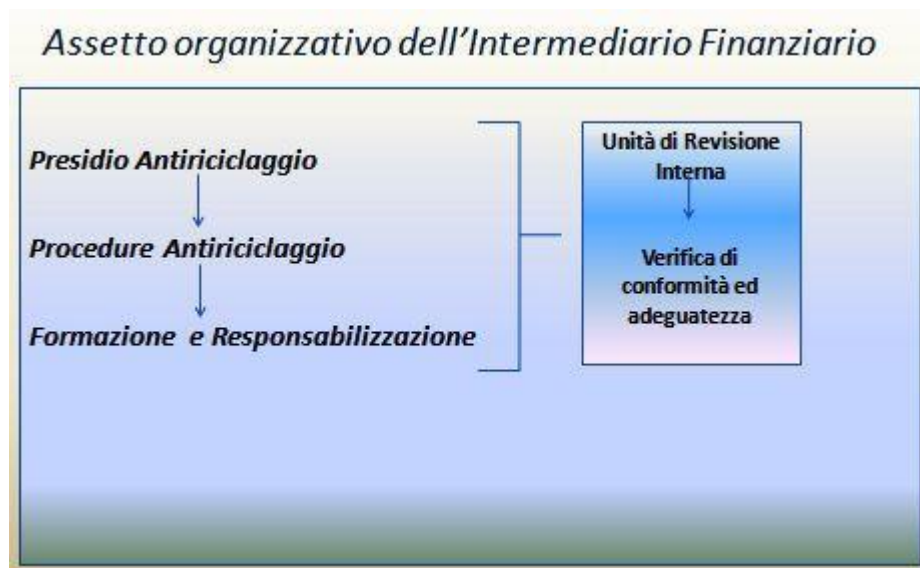 Assetto organizzativo dell'Intermediario Finanziario
Presidio Antiriciclaggio
Procedure Antiriciclaggio
Formazione e Responsabilizzazione
Unità di Revisione
Interna
Verifica di
conformità ed
adeguatezza